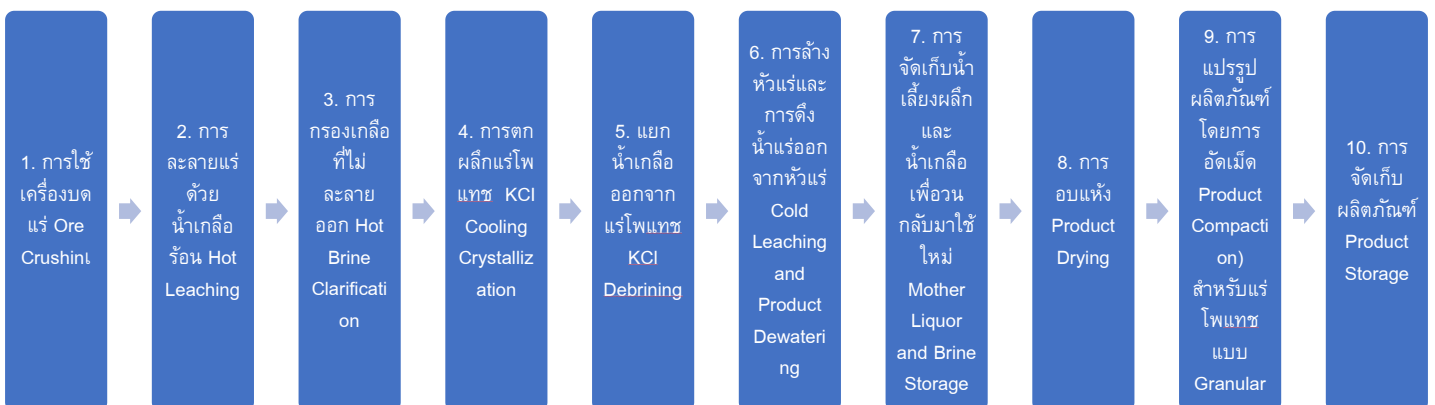 1. การใช้
เครื่องบด
แร่ Ore
Crushing
2. การ
ละลายแร่
ด้วย
น้ำเกลือ
ร้อน Hot
Leaching
3. การ
กรองเกลือ
ที่ไม่
ละลาย
ออก Hot
Brine
Clarificati
on
4. การตก
ผลึกแร่โพ
แทช KCl
Cooling
Crystalliz
ation
5. แยก
น้ำเกลือ
ออกจาก
แร่โพแทซ
KCl
Debrining
6. การล้าง
หัวแร่และ
การดึง
น้ำแร่ออก
จากหัวแร่
Cold
Leaching
and
Product
Dewateri
ng
7. การ
จัดเก็บน้ำ
เลี้ยงผลึก
และ
น้ำเกลือ
เพื่อวน
กลับมาใช้
ใหม่
Mother
Liquor
and Brine
Storage
8. การ
อบแห้ง
Product
Drying
9. การ
แปรรูป
ผลิตภัณฑ์
โดยการ
อัดเม็ด
Product
Compacti
on)
สำหรับแร่
โพแทช
แบบ
Granular
10. การ
จัดเก็บ
ผลิตภัณฑ์
Product
Storage